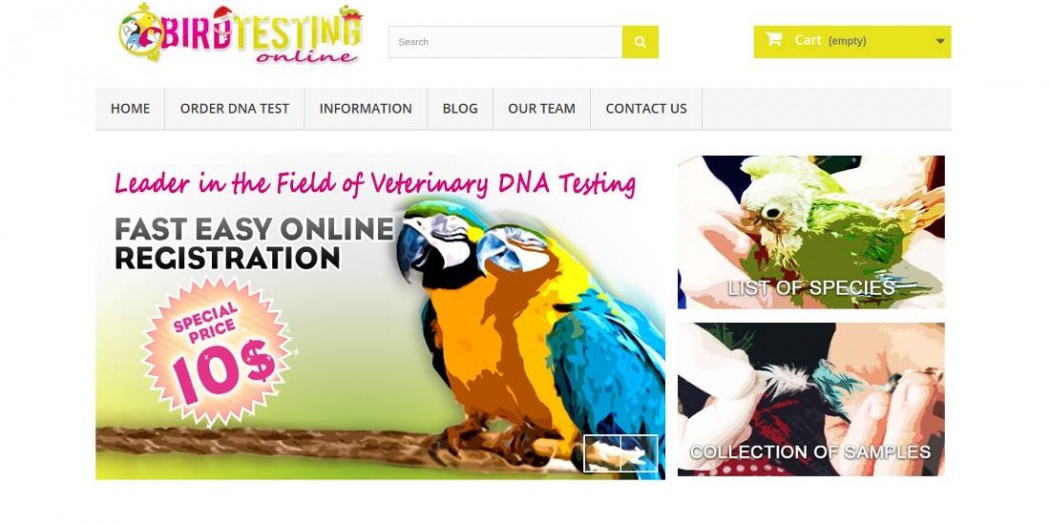 BIRDTESTING
online
Search
Cart (empty)
HOME
ORDER DNA TEST
INFORMATION
BLOG
OUR TEAM
CONTACT US
Leader in the Field of Veterinary DNA Testing
FAST EASY ONLINE
REGISTRATION
SPECIAL
PRICE
10$
LIST OF SPECIES
COLLECTION OF SAMPLES